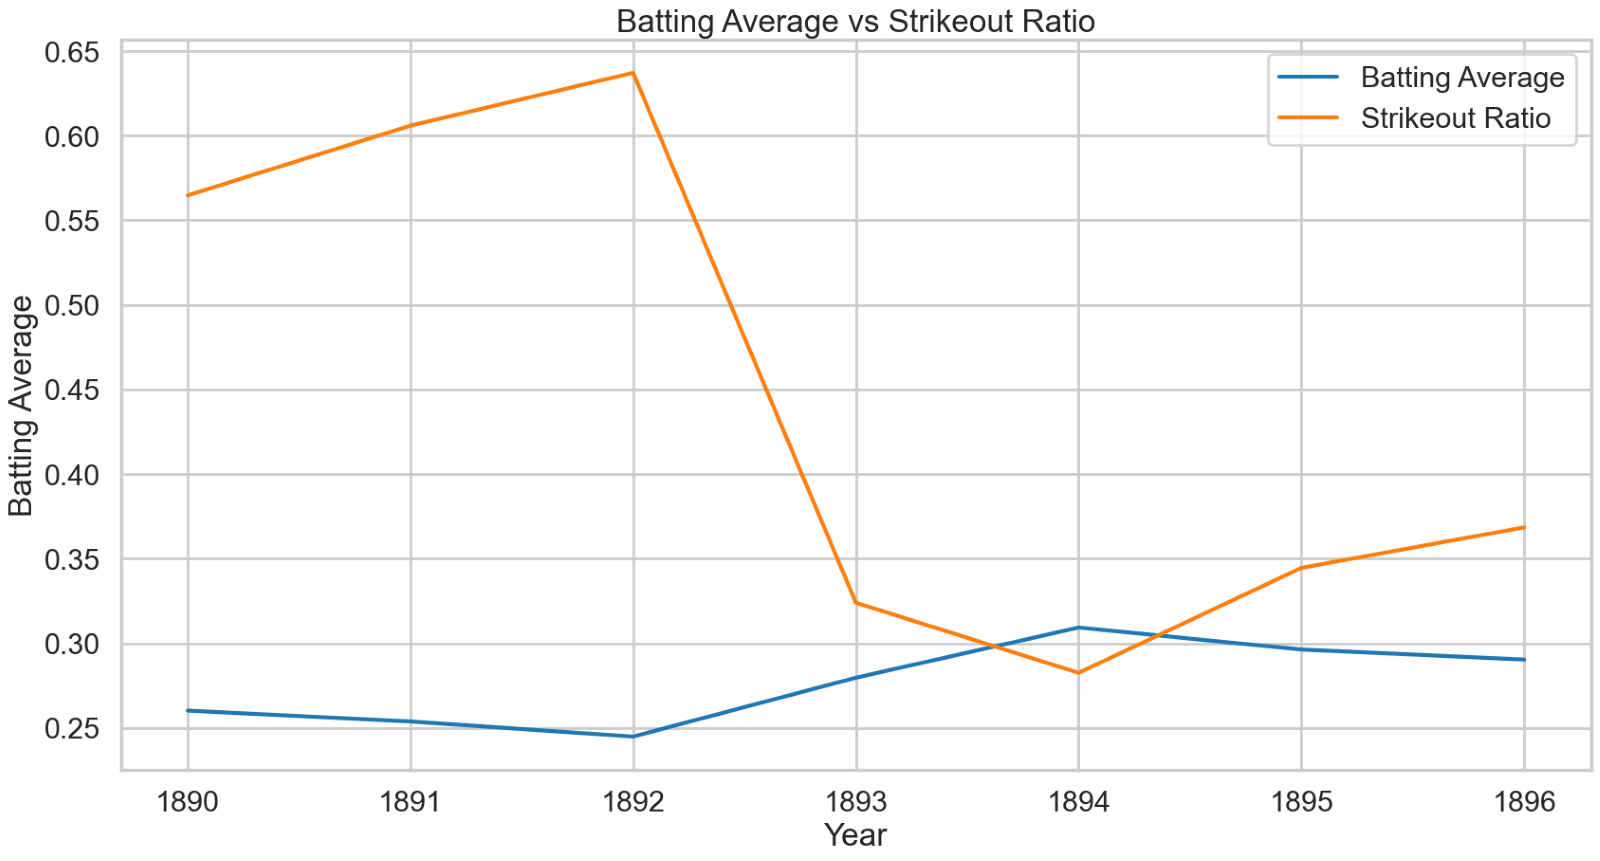 Batting Average vs Strikeout Ratio
Batting Average
Strikeout Ratio
0.65
0.60
0.55
0.50
0.45
0.40
0.35
0.30
0.25
Batting Average
1890 1891 1892 1893 1894 1895 1896
Year